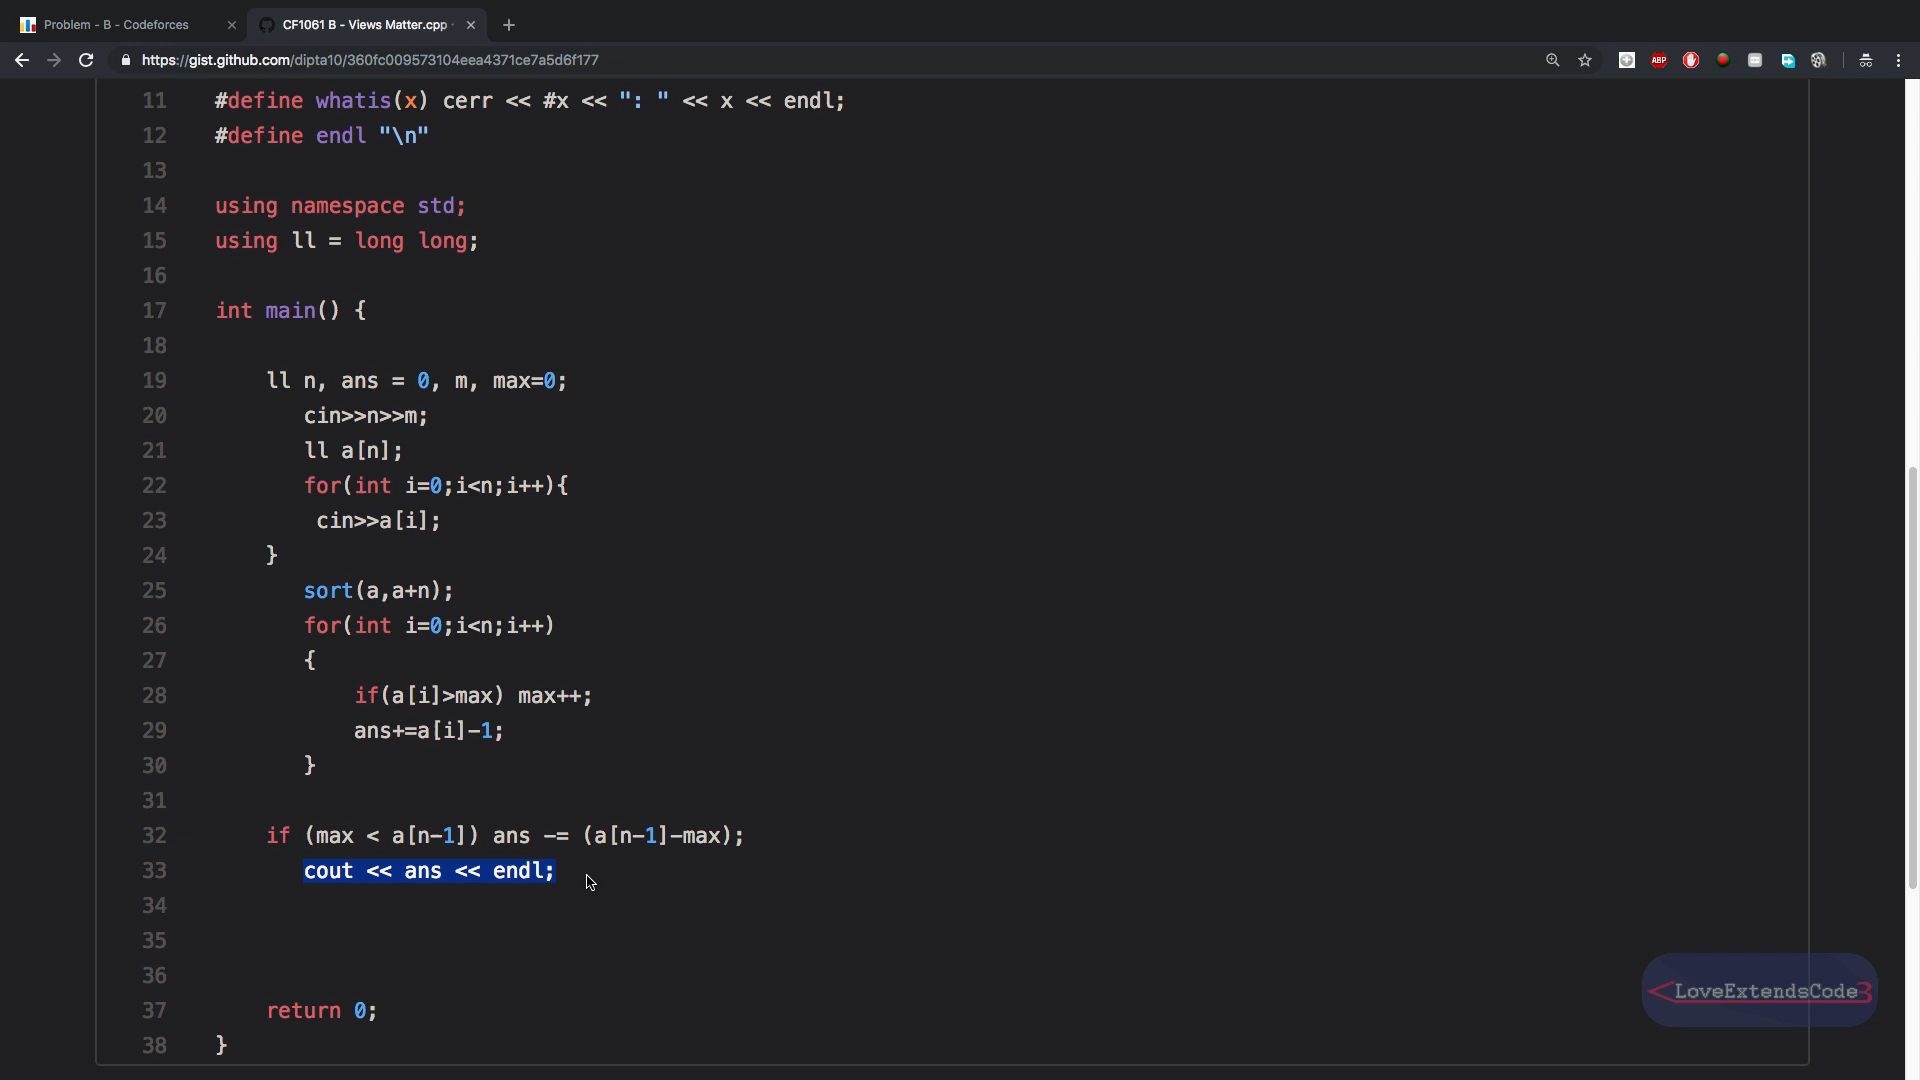 Problem - B - Codeforces
CF1061 B - Views Matter.cpp
https://gist.github.com/dipta10/360fc009573104eea4371ce7a5d6f177
ABP
11 #define whatis(x) cerr << #x << ": " << x << endl;
12 #define endl "\n"
13
14 using namespace std;
15 using ll = long long;
16
17 int main() {
18
19 ll n, ans = 0, m, max=0;
20 cin>>n>>m;
21 ll a[n];
22 for(int i=0;i<n;i++){
23 cin>>a[i];
24 }
25 sort(a,a+n);
26 for(int i=0;i<n;i++)
27 {
28 if(a[i]>max) max++;
29 ans+=a[i]-1;
30 }
31
32 if (max < a[n-1]) ans -= (a[n-1]-max);
33 cout << ans << endl;
34
35
36
37 return 0;
38 }
<LoveExtendsCode3